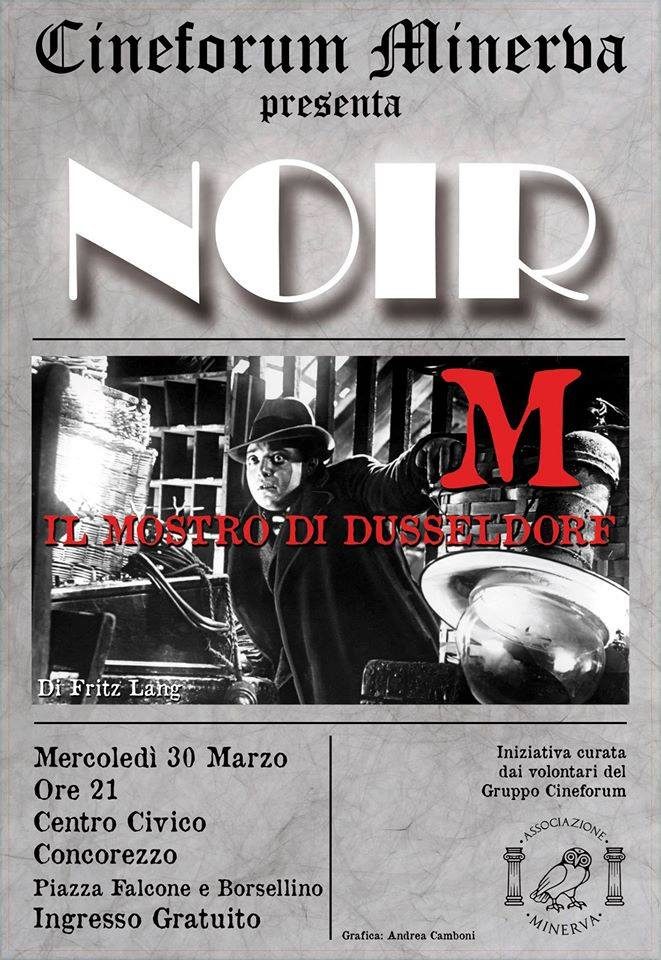 Cineforum Minerva
presenta
NOIR
M
IL MOSTRO DI DUSSELDORF
Di Fritz Lang
Mercoledì 30 Marzo
Ore 21
Centro Civico
Concorezzo
Piazza Falcone e Borsellino
Ingresso Gratuito
Iniziativa curata
dai volontari del
Gruppo Cineforum
ASSOCIAZIONE
MINERVA
Grafica: Andrea Camboni